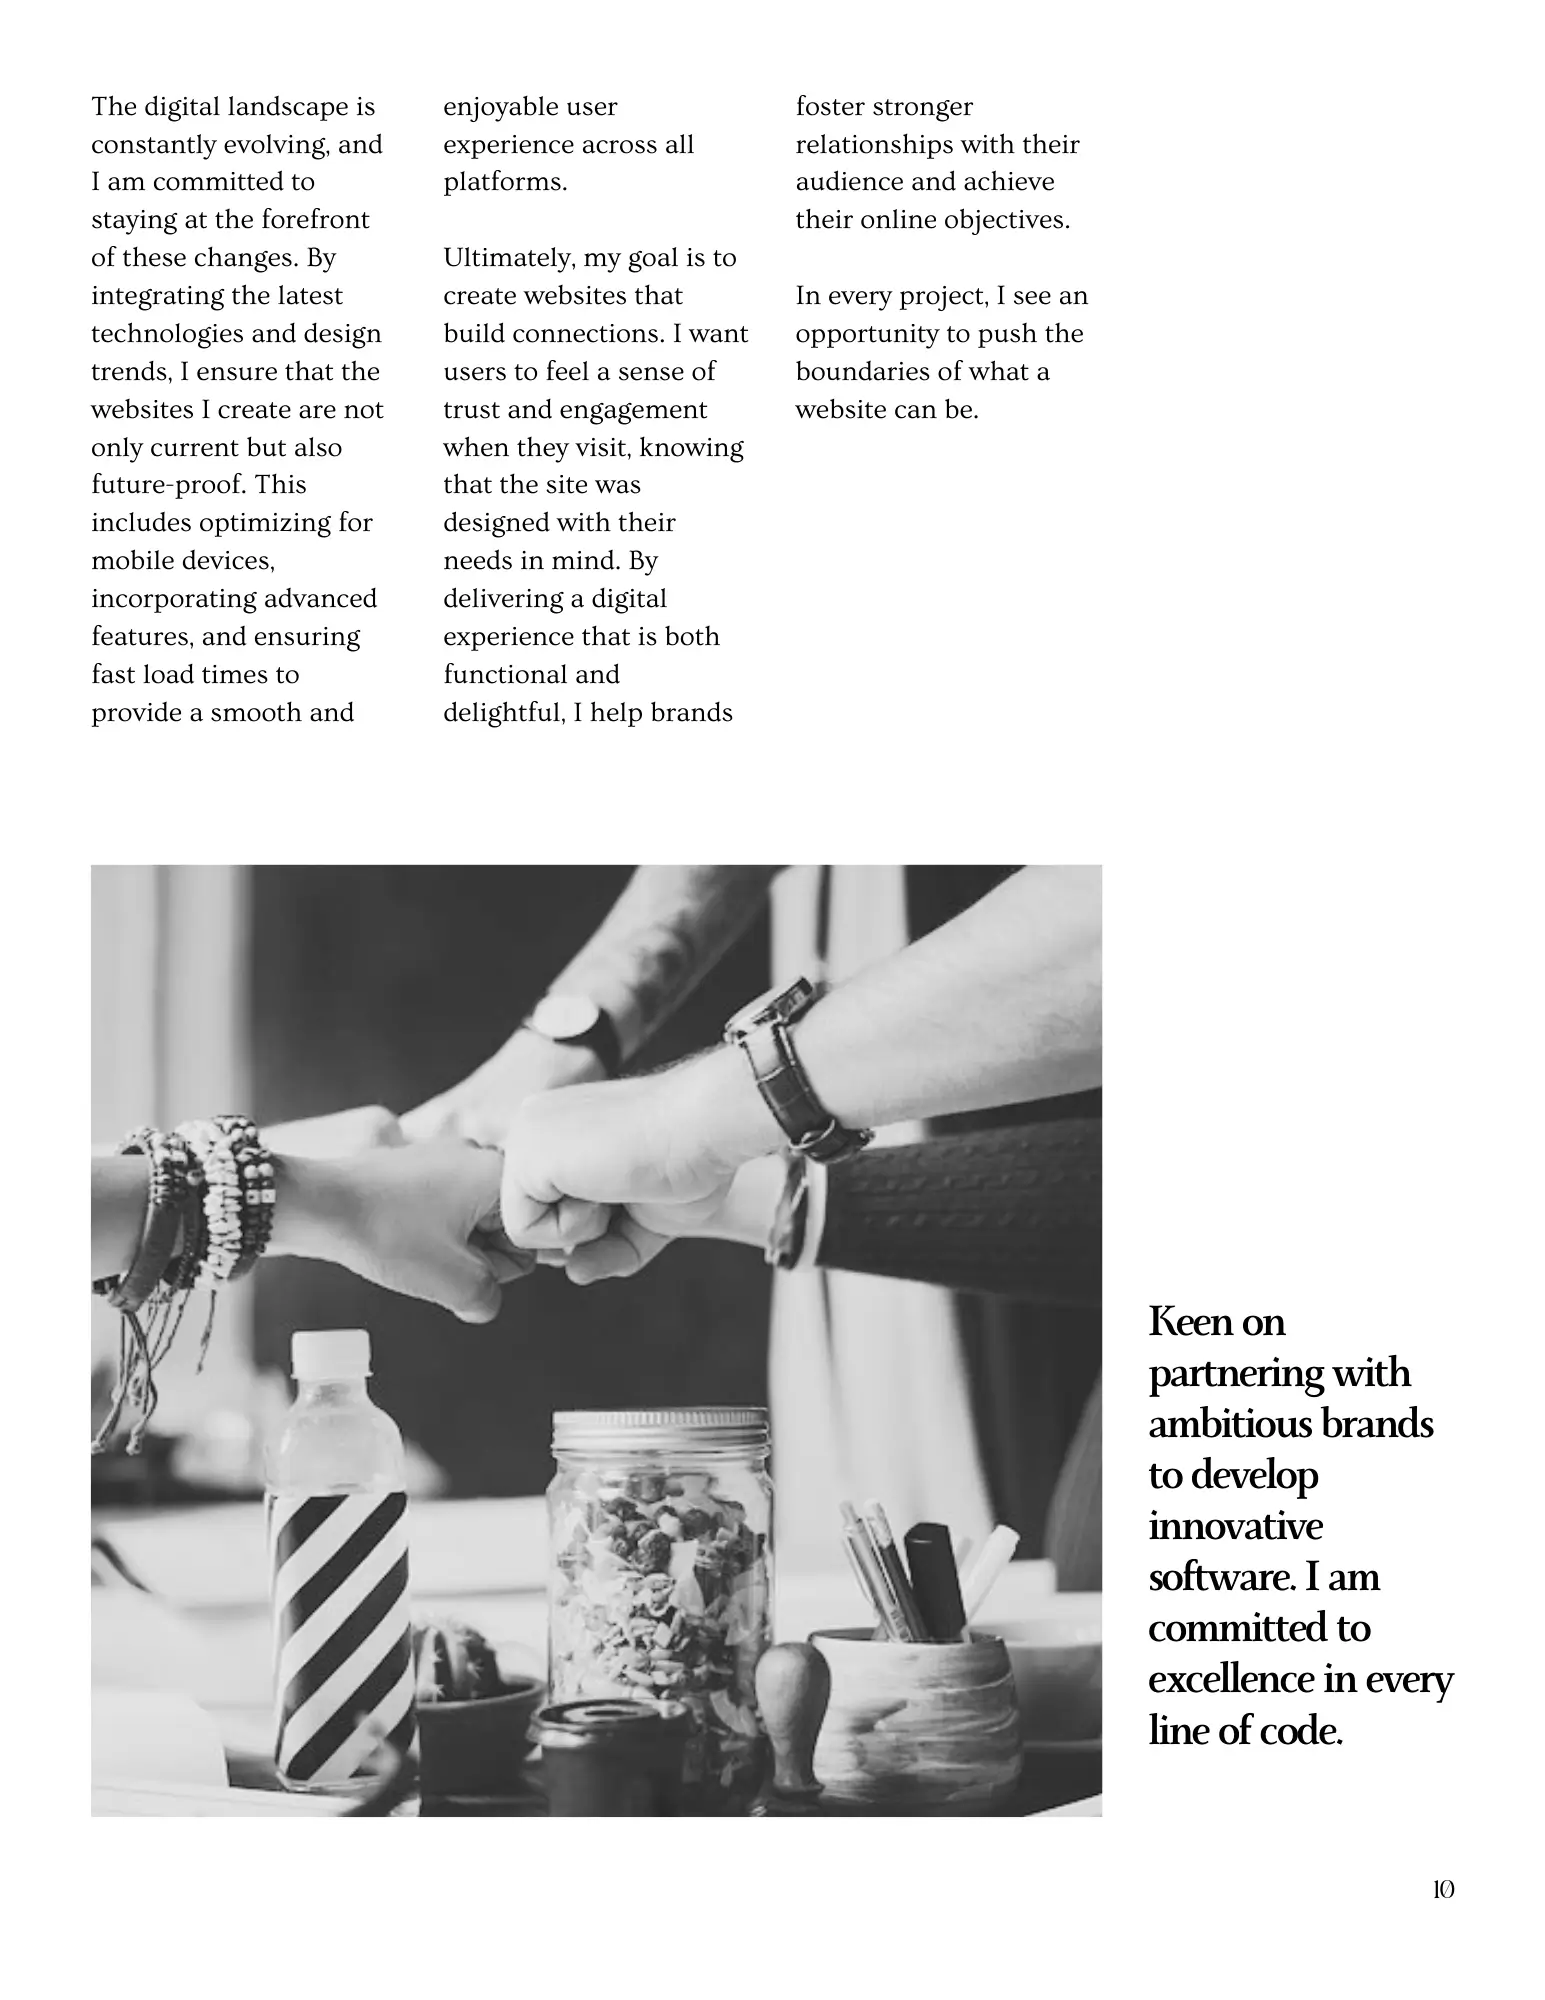 The digital landscape is
constantly evolving, and
I am committed to
staying at the forefront
of these changes. By
integrating the latest
technologies and design
trends, I ensure that the
websites I create are not
only current but also
future-proof. This
includes optimizing for
mobile devices,
incorporating advanced
features, and ensuring
fast load times to
provide a smooth and
enjoyable user
experience across all
platforms.
Ultimately, my goal is to
create websites that
build connections. I want
users to feel a sense of
trust and engagement
when they visit, knowing
that the site was
designed with their
needs in mind. By
delivering a digital
experience that is both
functional and
delightful, I help brands
foster stronger
relationships with their
audience and achieve
their online objectives.
In every project, I see an
opportunity to push the
boundaries of what a
website can be.
Keen on
partnering with
ambitious brands
to develop
innovative
software. I am
committed to
excellence in every
line of code.
10